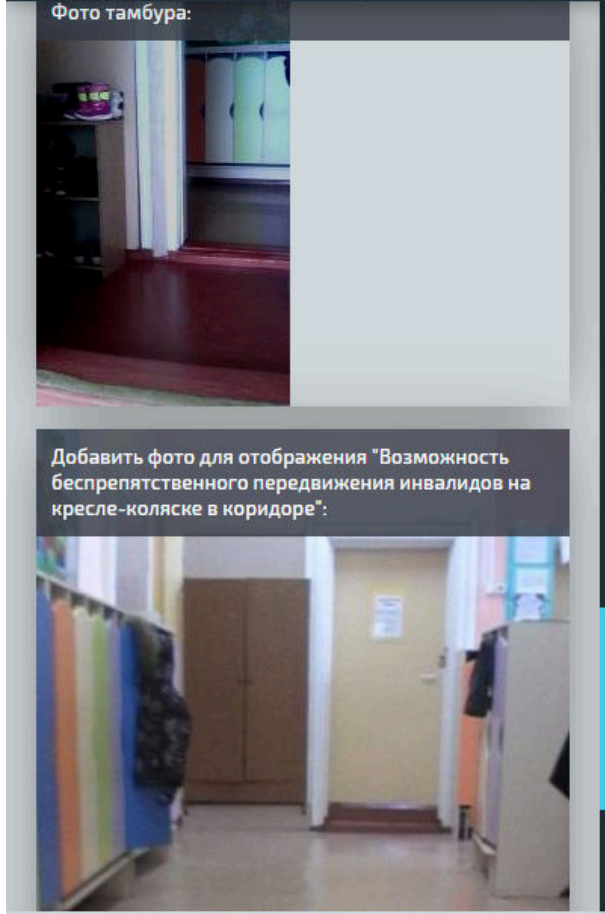 Фото тамбура:
Добавить фото для отображения "Возможность
беспрепятственного передвижения инвалидов на
кресле-коляске в коридоре":